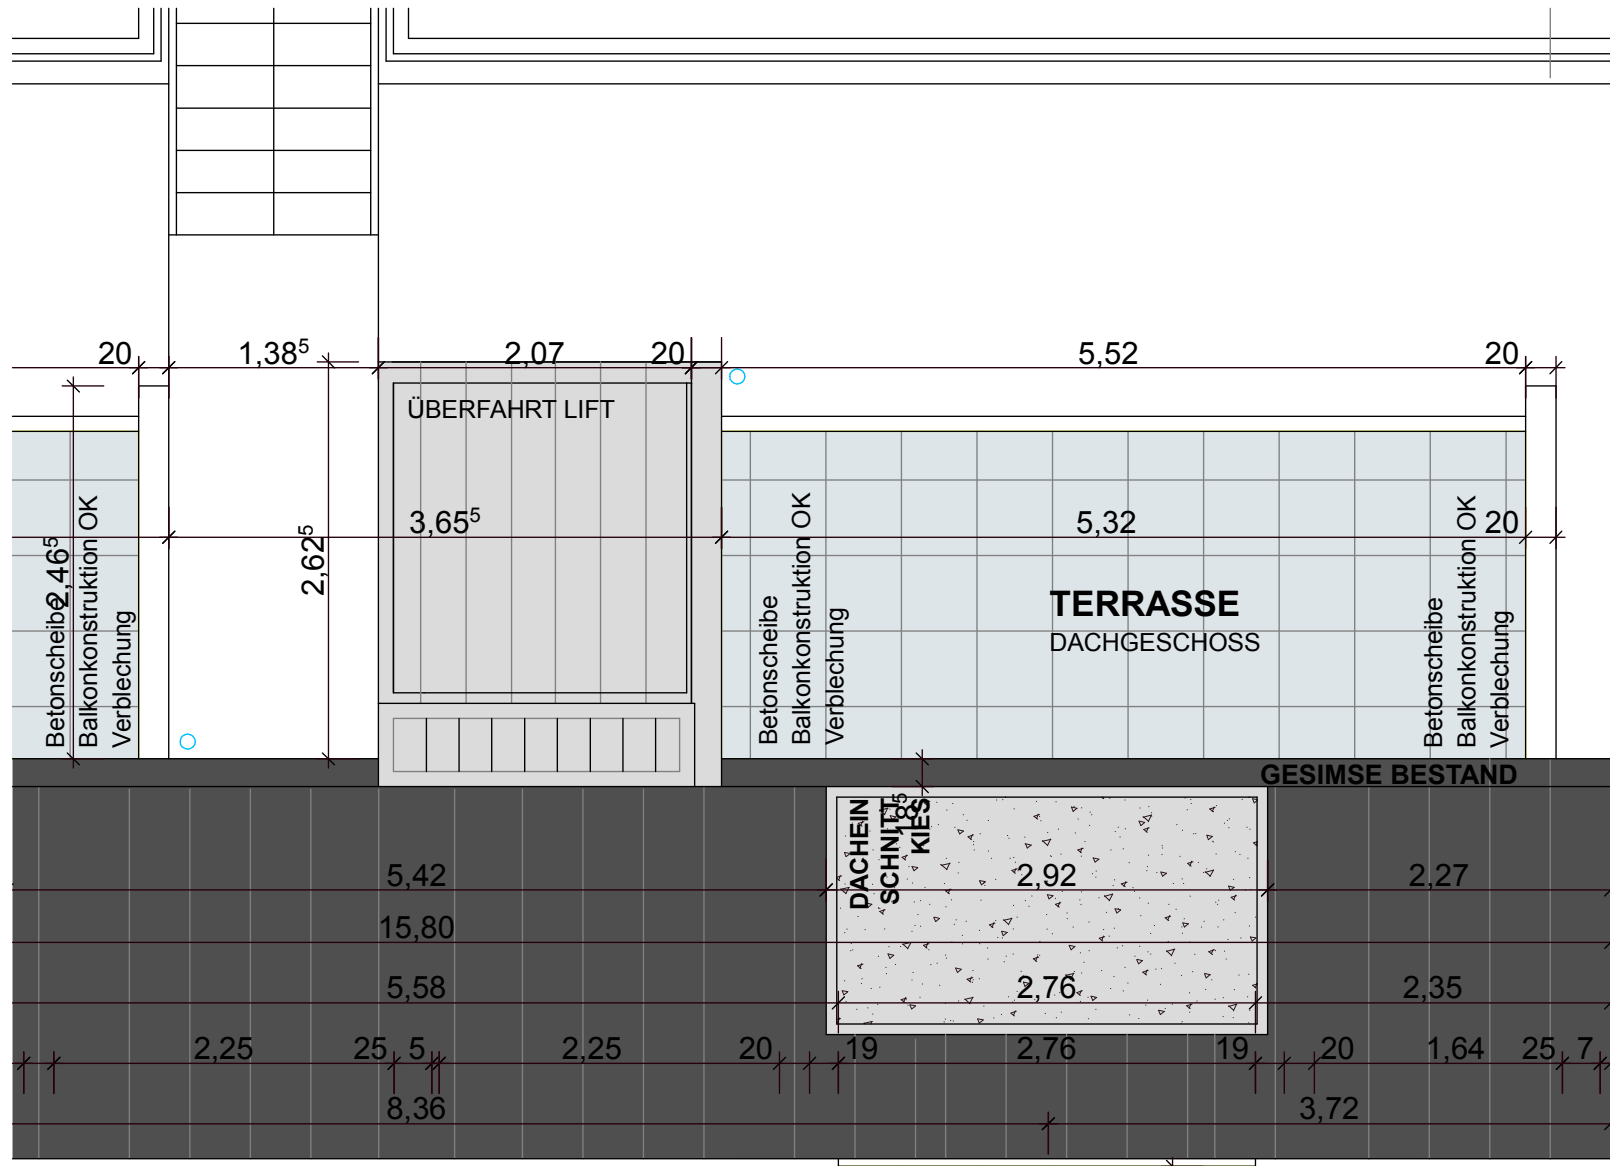 20 1,38⁵ 2,07 20 5,52 20
ÜBERFAHRT LIFT
3,65⁵ 5,32 20
2,46⁵
2,62⁵
Betonscheibe
Balkonkonstruktion OK
Verblechung
Betonscheibe
Balkonkonstruktion OK
Verblechung
TERRASSE
DACHGESCHOSS
Betonscheibe
Balkonkonstruktion OK
Verblechung
GESIMSE BESTAND
18⁵
DACHEIN
SCHNITT
KIES
5,42 2,92 2,27
15,80
5,58 2,76 2,35
2,25 25 5 2,25 20 19 2,76 19 20 1,64 25 7
8,36 3,72